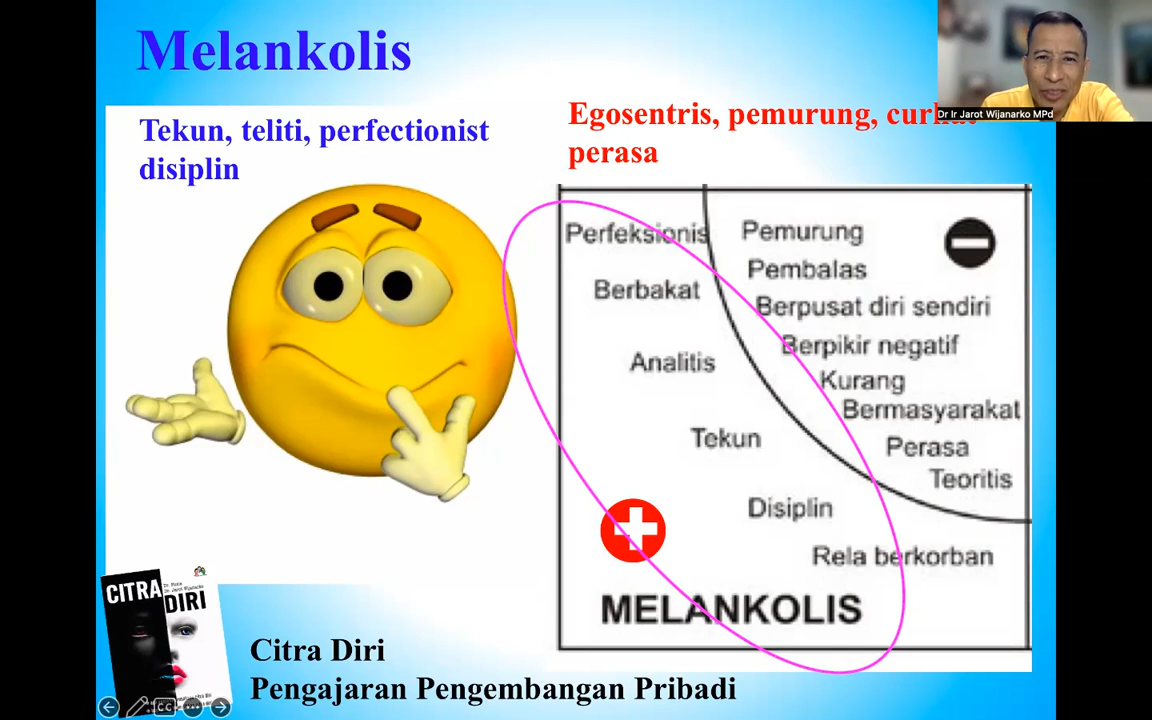 Melankolis
Tekun, teliti, perfectionist
disiplin
Egosentris, pemurung,
perasa
Dr Ir Jarot Wijanarko MPd
Perfeksionis
Berbakat
Analitis
Tekun
Disiplin
Rela berkorban
MELANKOLIS
Pemurung
Pembalas
Berpusat diri sendiri
Berpikir negatif
Kurang
Bermasyarakat
Perasa
Teoritis
CITRA
DIRI
Citra Diri
Pengajaran Pengembangan Pribadi
CC